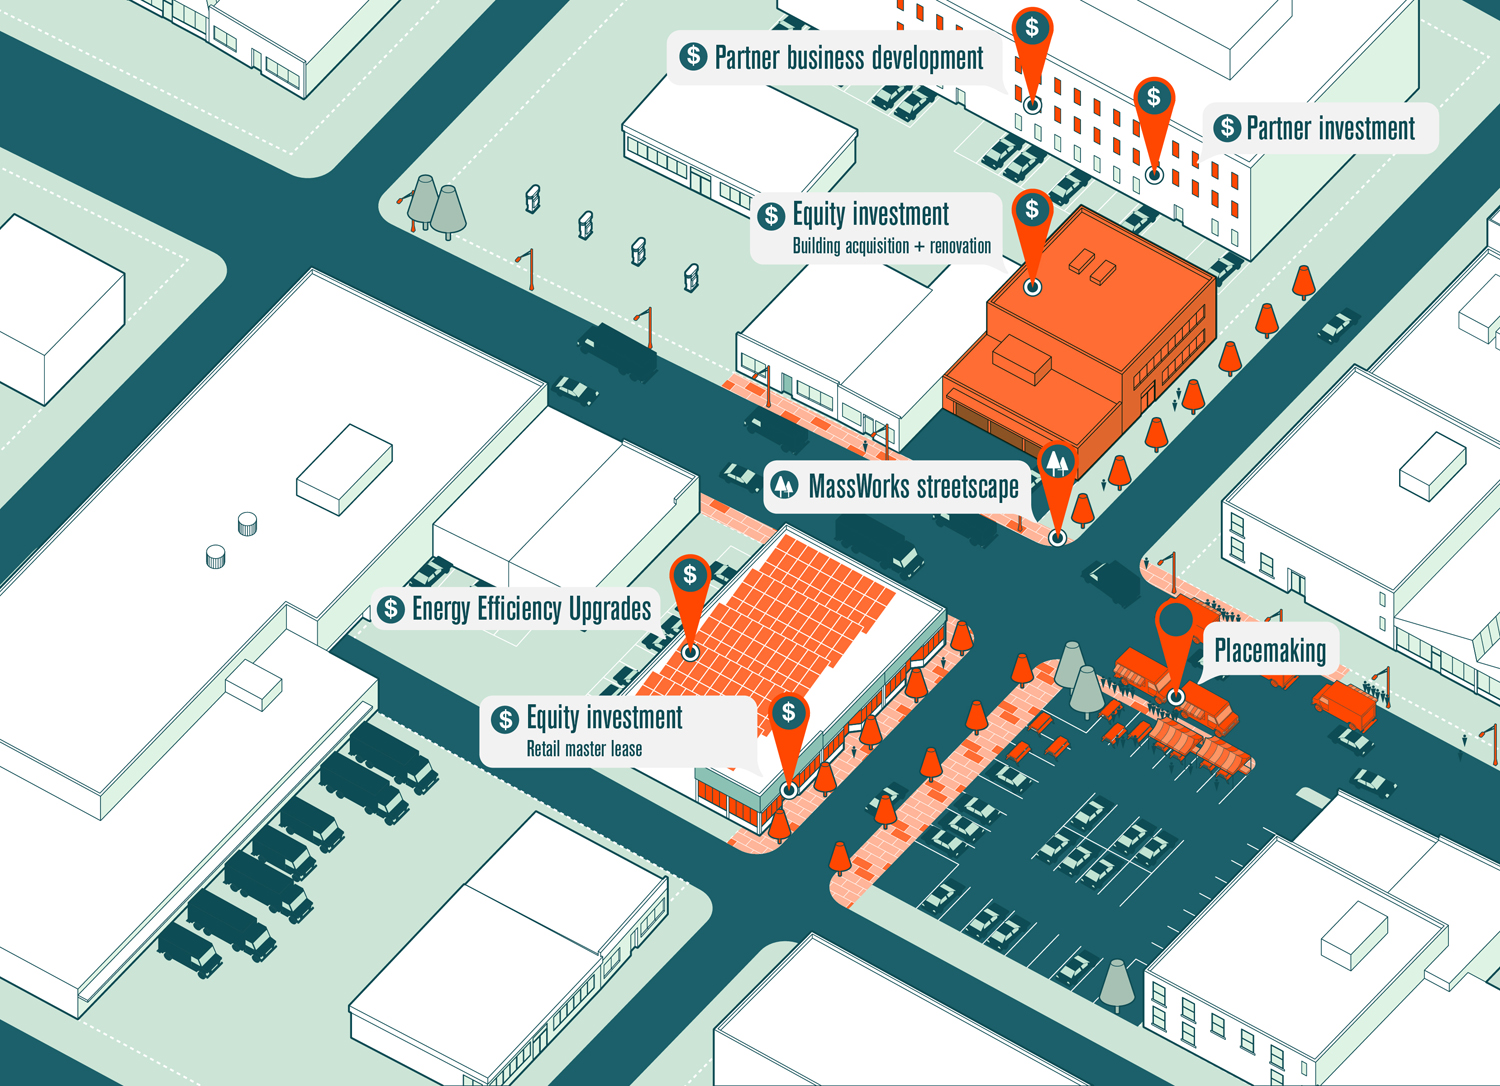 $ Partner business development
$
$
$ Partner investment
$ Equity investment
Building acquisition + renovation
$
MassWorks streetscape
$ Energy Efficiency Upgrades
$
Placemaking
$ Equity investment
Retail master lease
$